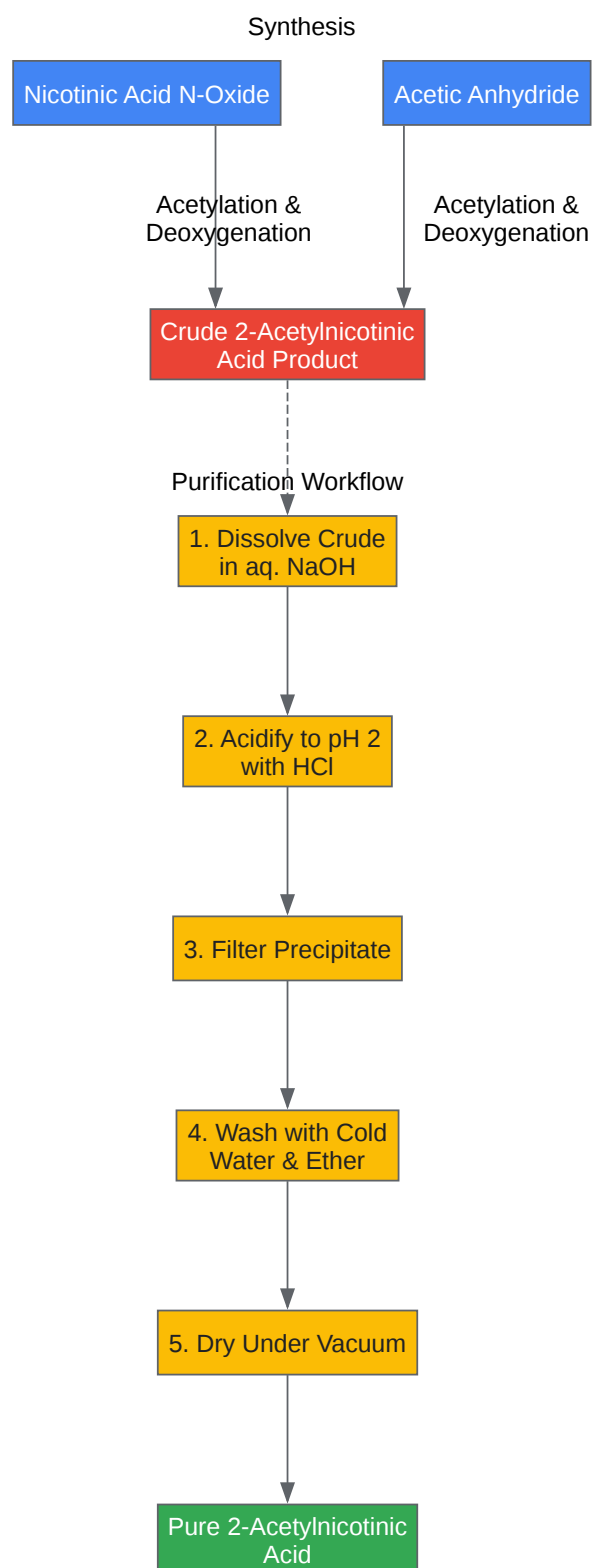 Synthesis
Nicotinic Acid N-Oxide
Acetic Anhydride
Acetylation &
Deoxygenation
Acetylation &
Deoxygenation
Crude 2-Acetylnicotinic
Acid Product
Purification Workflow
1. Dissolve Crude
in aq. NaOH
2. Acidify to pH 2
with HCl
3. Filter Precipitate
4. Wash with Cold
Water & Ether
5. Dry Under Vacuum
Pure 2-Acetylnicotinic
Acid